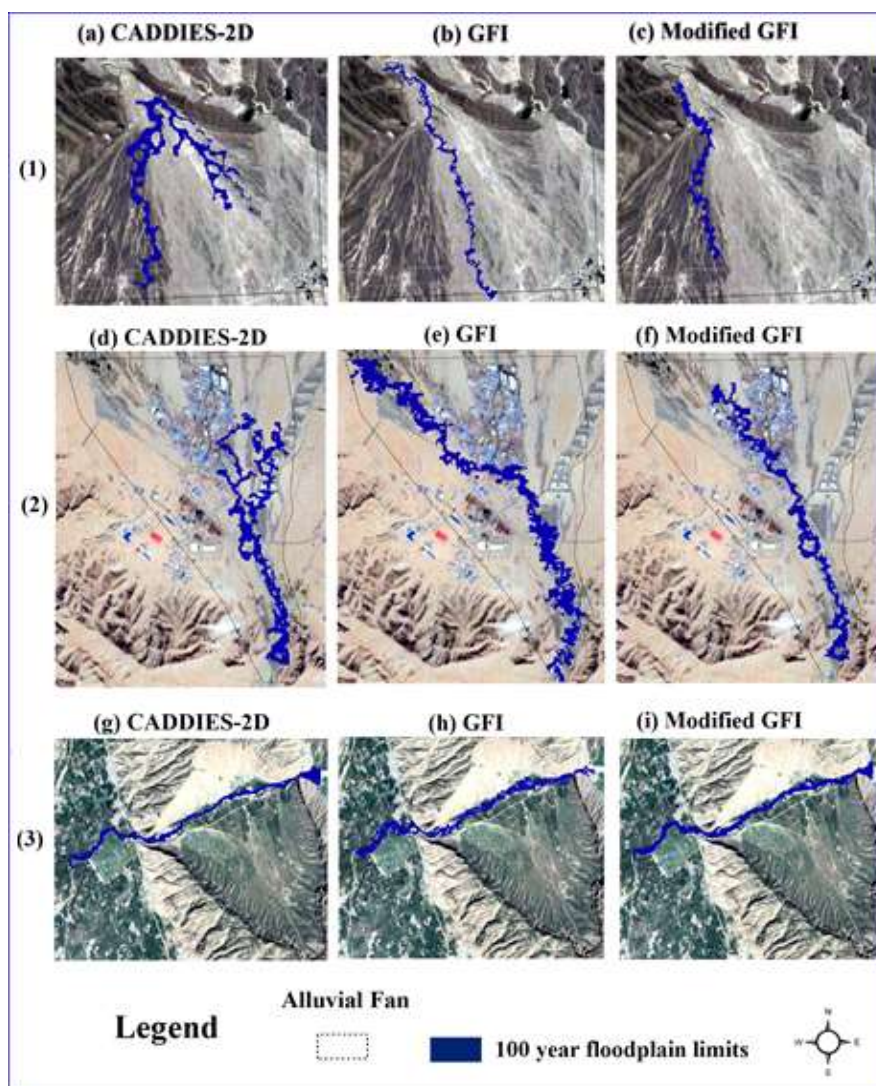 (a) CADDIES-2D (b) GFI (c) Modified GFI
(1)
(d) CADDIES-2D (e) GFI (f) Modified GFI
(2)
(g) CADDIES-2D (h) GFI (i) Modified GFI
(3)
Alluvial Fan
Legend
100 year floodplain limits
N
W E
E